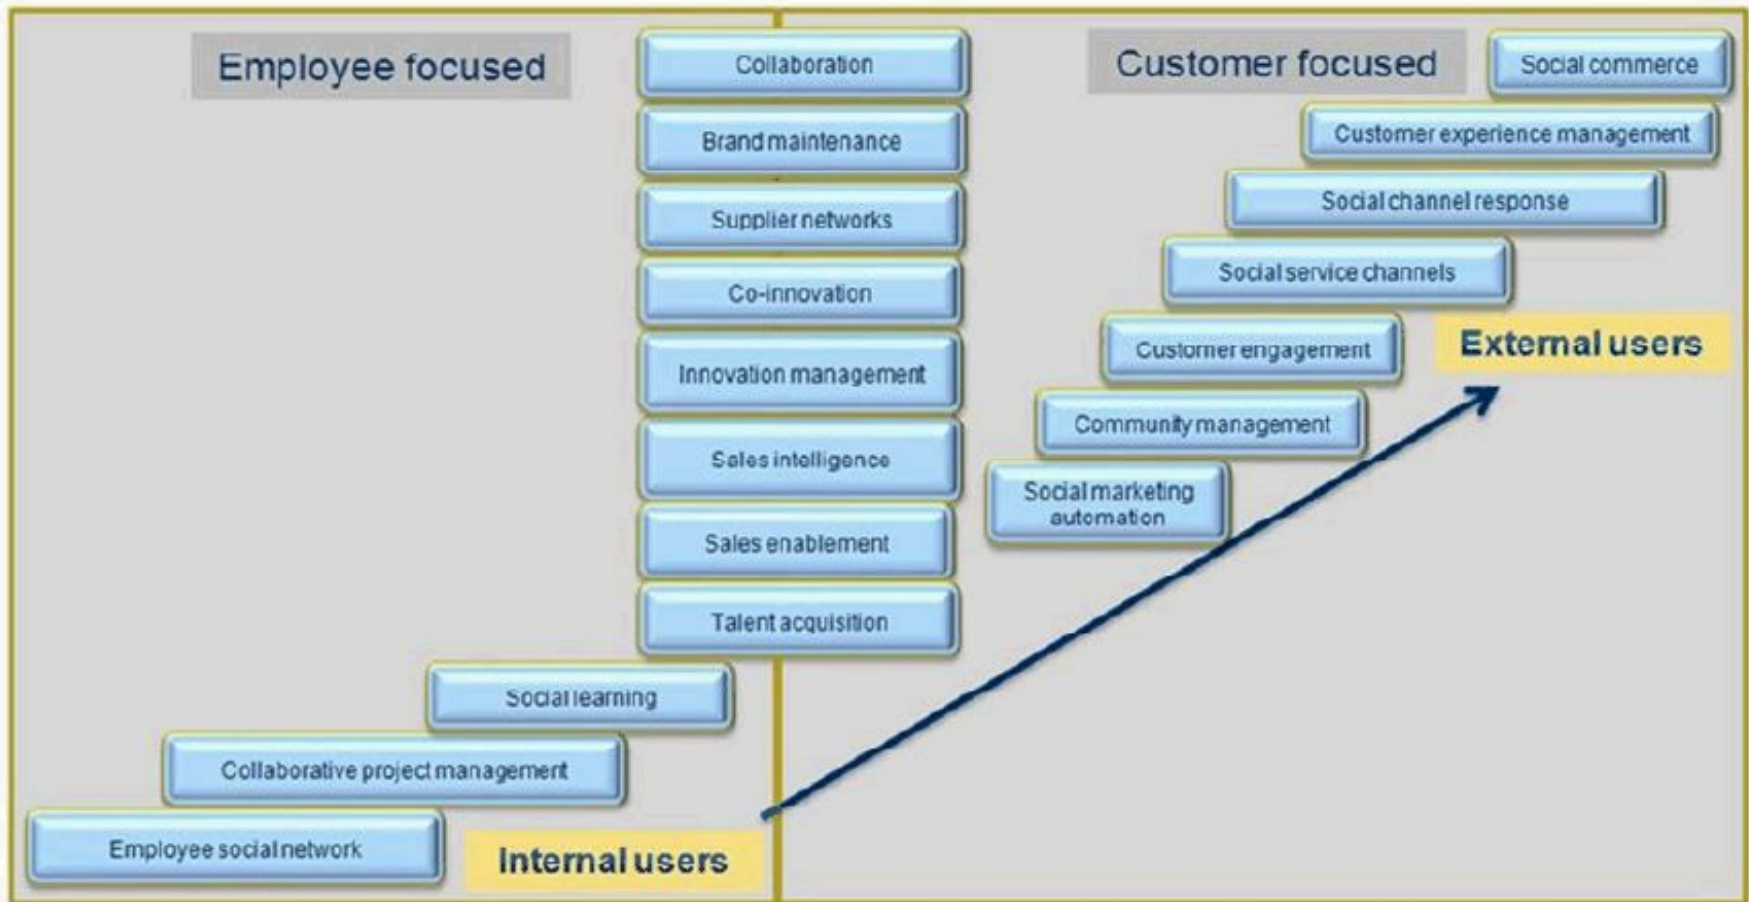 Employee focused
Customer focused
Collaboration
Brand maintenance
Supplier networks
Co-innovation
Innovation management
Sales intelligence
Sales enablement
Talent acquisition
Social learning
Collaborative project management
Employee social network
Internal users
Social commerce
Customer experience management
Social channel response
Social service channels
Customer engagement
Community management
Social marketing
automation
External users